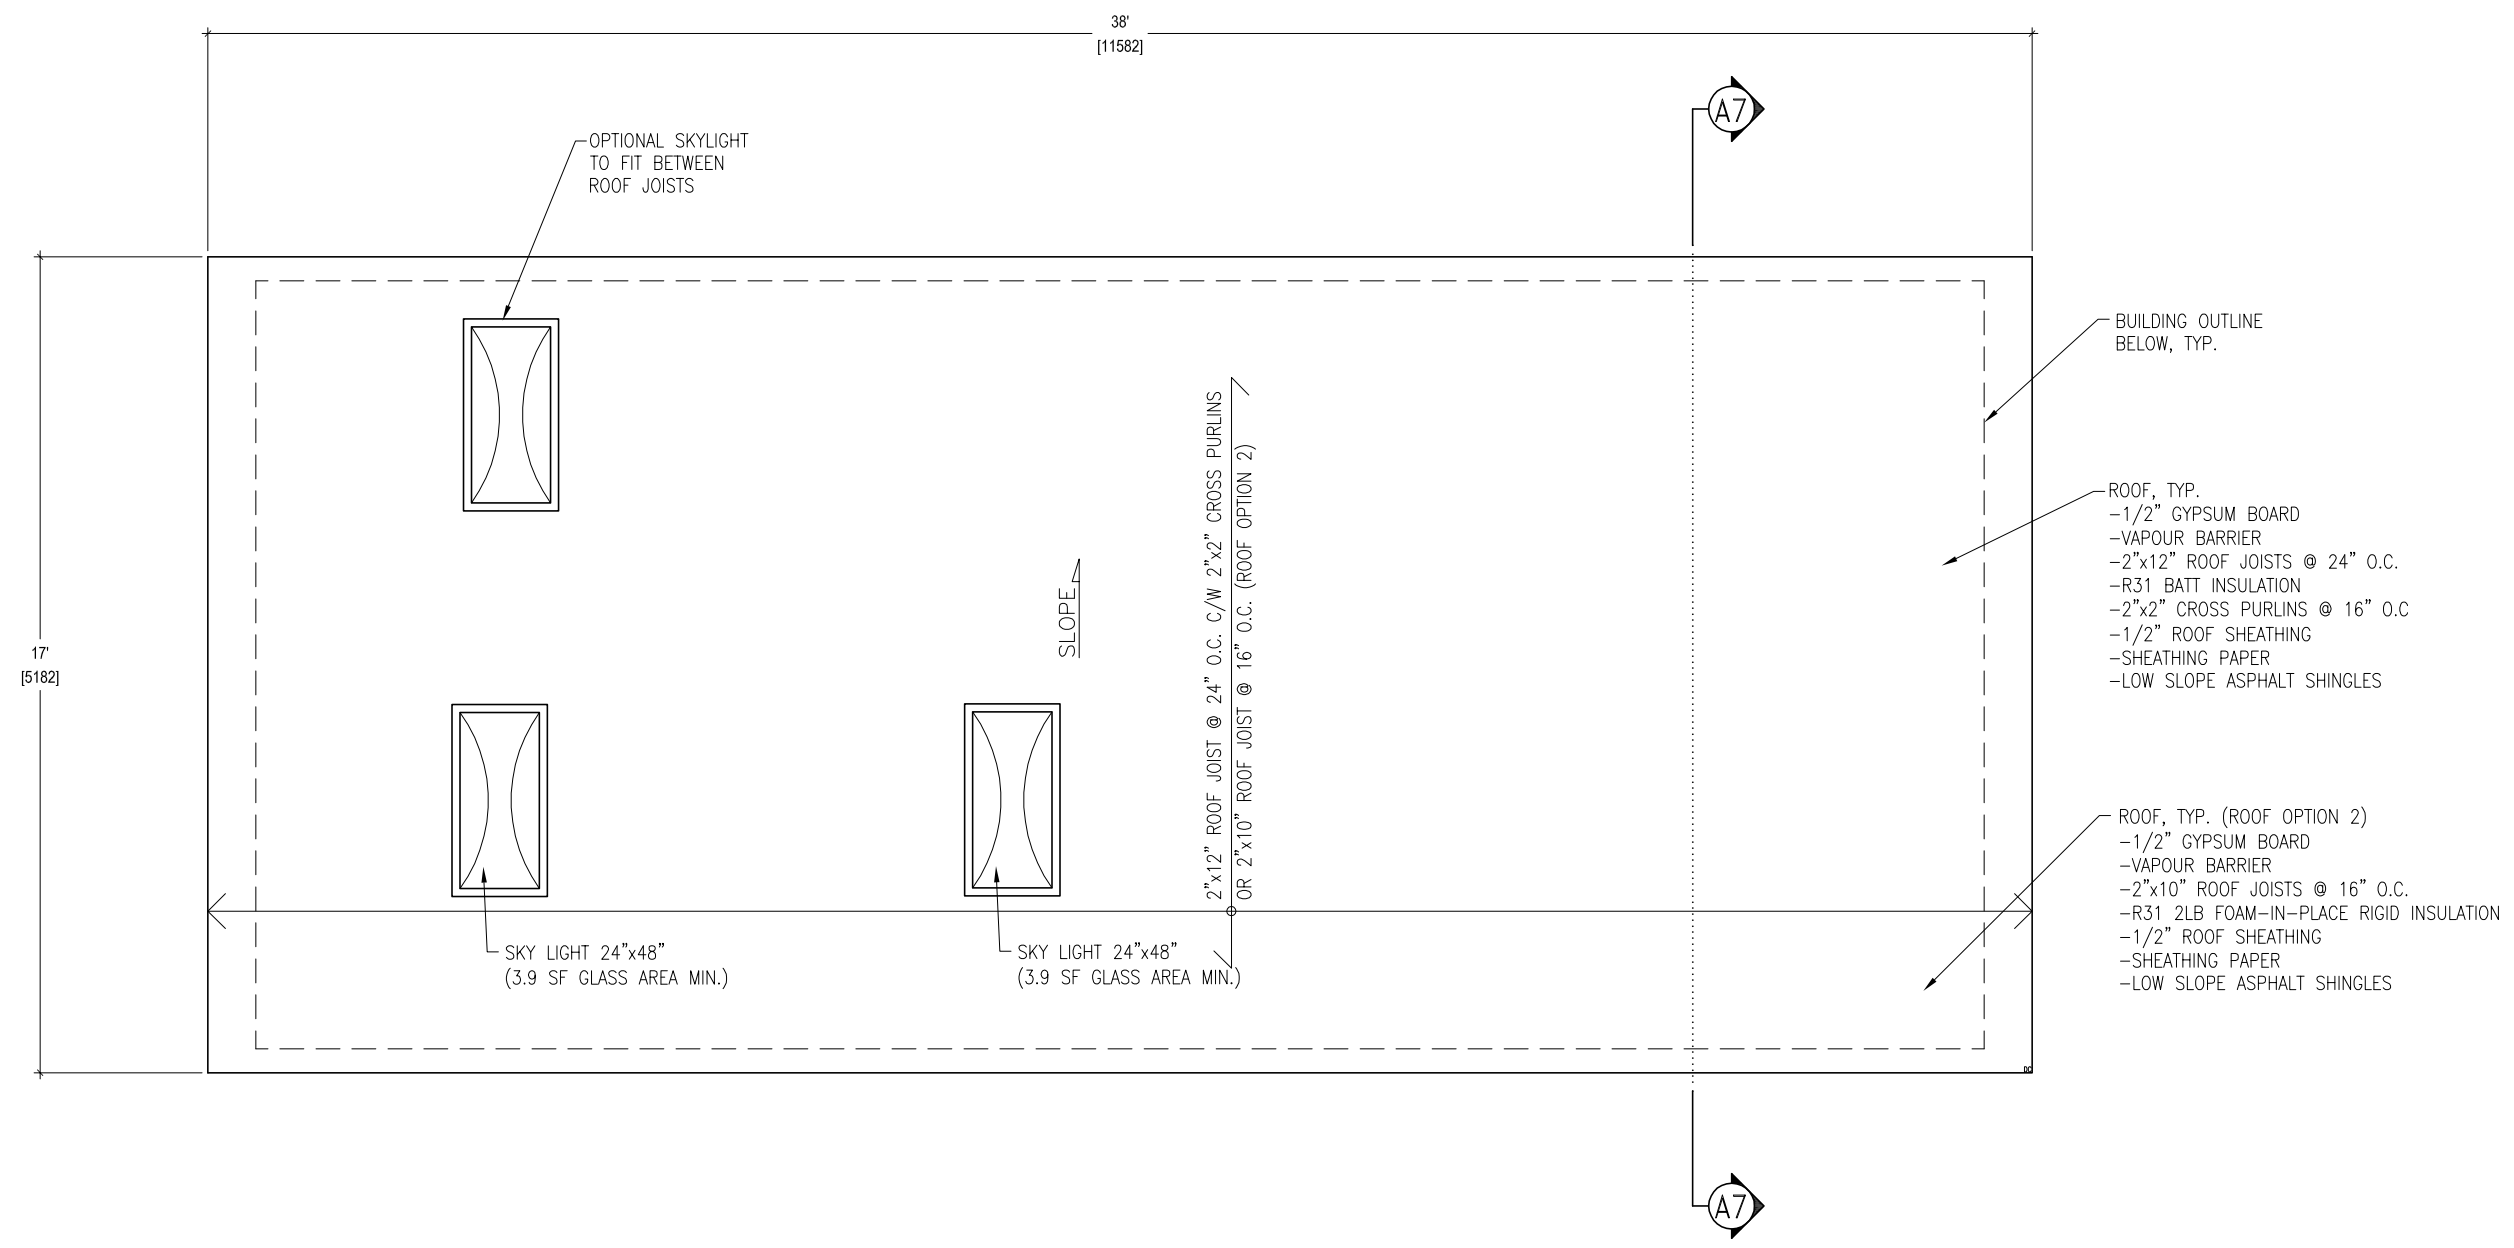 38'
[11582]
A7
OPTIONAL SKYLIGHT
TO FIT BETWEEN
ROOF JOISTS
BUILDING OUTLINE
BELOW, TYP.
ROOF, TYP.
-1/2" GYPSUM BOARD
-VAPOUR BARRIER
-2"x12" ROOF JOISTS @ 24" O.C.
-R31 BATT INSULATION
-2"x2" CROSS PURLINS @ 16" O.C
-1/2" ROOF SHEATHING
-SHEATHING PAPER
-LOW SLOPE ASPHALT SHINGLES
SLOPE
2"x12" ROOF JOIST @ 24" O.C. C/W 2"x2" CROSS PURLINS
OR 2"x10" ROOF JOIST @ 16" O.C. (ROOF OPTION 2)
17'
[5182]
ROOF, TYP. (ROOF OPTION 2)
-1/2" GYPSUM BOARD
-VAPOUR BARRIER
-2"x10" ROOF JOISTS @ 16" O.C.
-R31 2LB FOAM-IN-PLACE RIGID INSULATION
-1/2" ROOF SHEATHING
-SHEATHING PAPER
-LOW SLOPE ASPHALT SHINGLES
SKY LIGHT 24"x48"
(3.9 SF GLASS AREA MIN.)
SKY LIGHT 24"x48"
(3.9 SF GLASS AREA MIN.)
A7